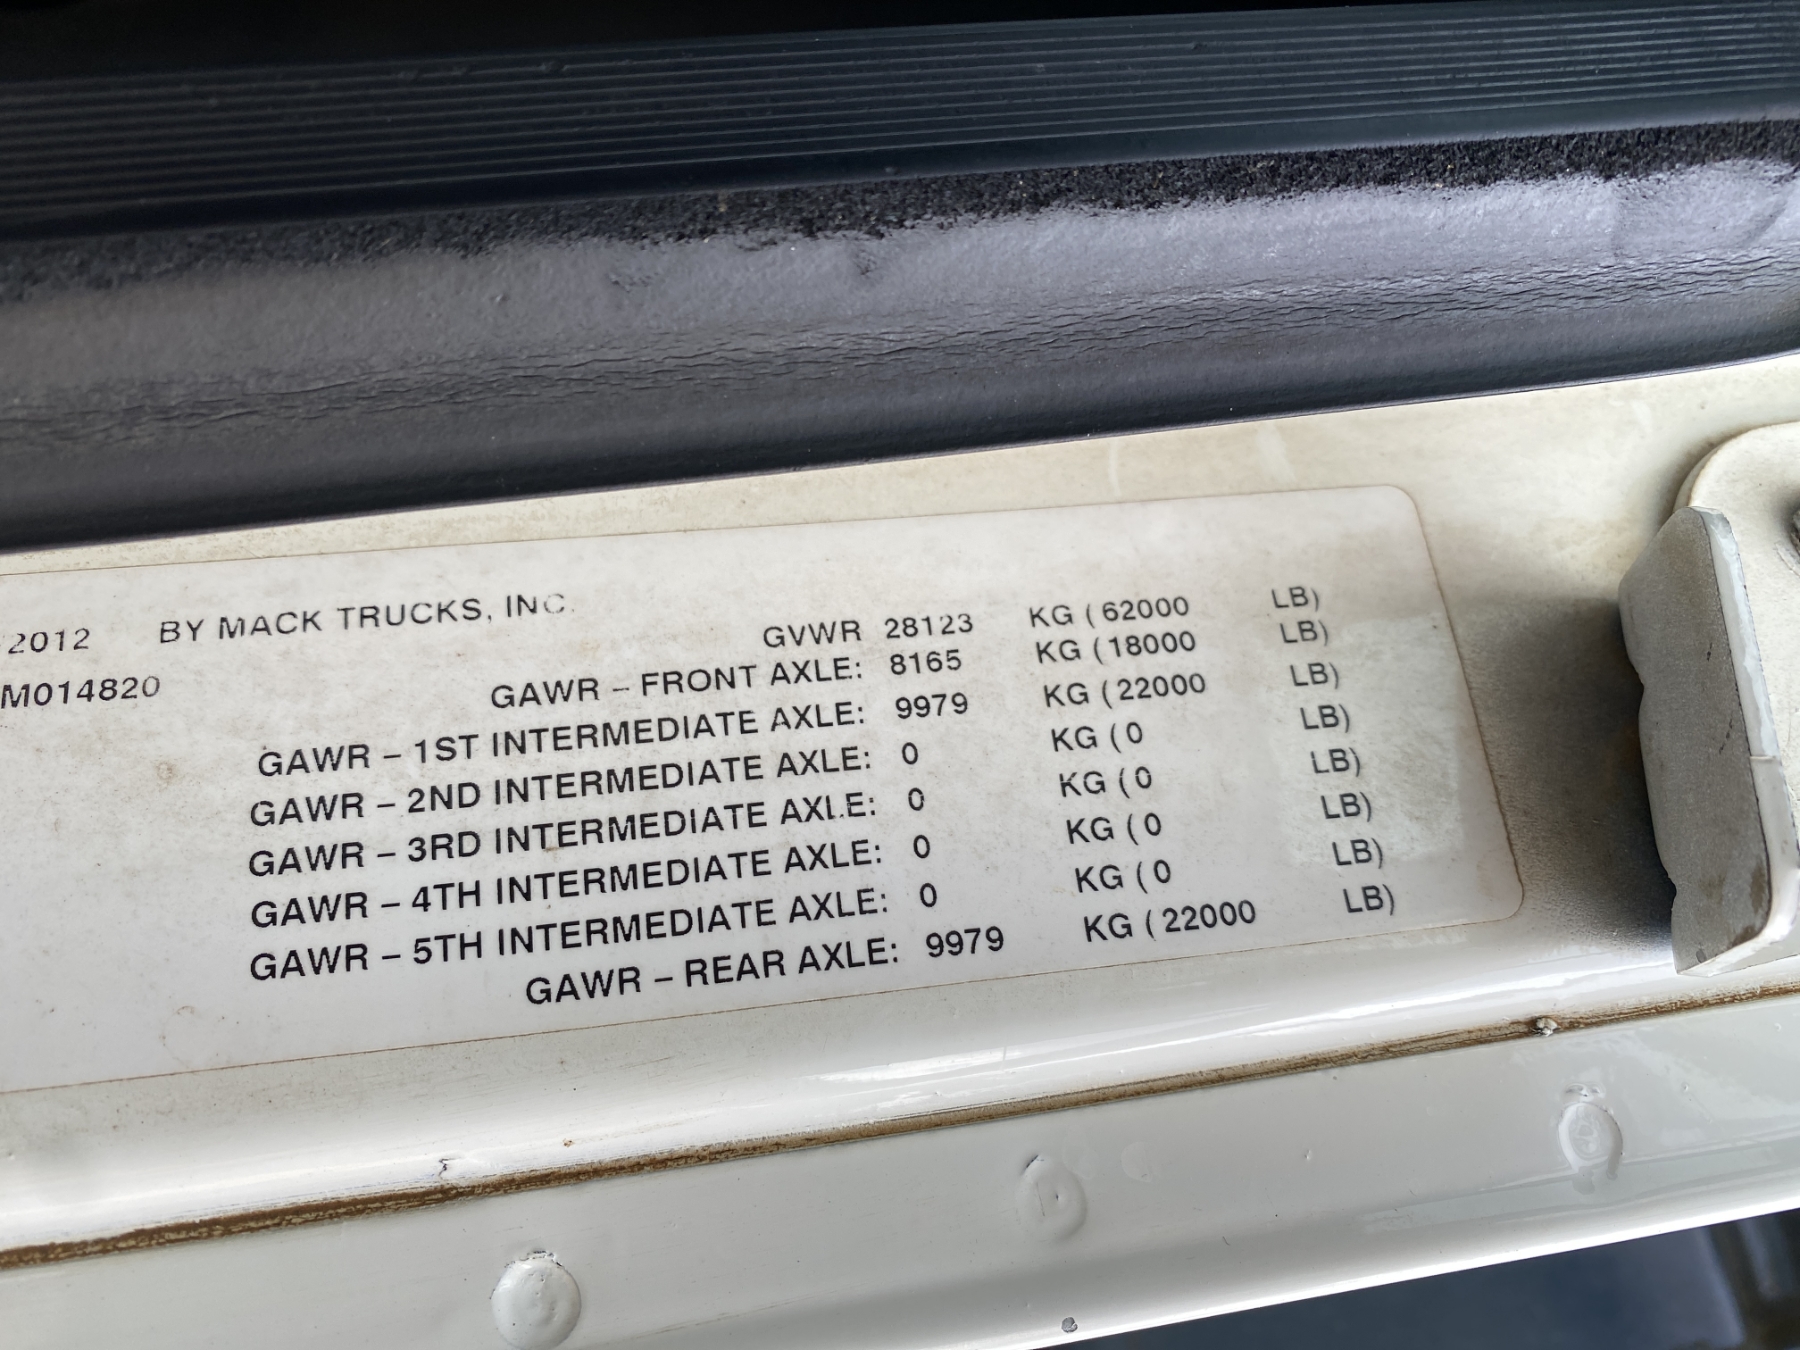 2012 BY MACK TRUCKS, INC.
M014820
GVWR 28123 KG (62000 LB)
GAWR – FRONT AXLE: 8165 KG (18000 LB)
GAWR – 1ST INTERMEDIATE AXLE: 9979 KG (22000 LB)
GAWR – 2ND INTERMEDIATE AXLE: 0 KG (0 LB)
GAWR – 3RD INTERMEDIATE AXLE: 0 KG (0 LB)
GAWR – 4TH INTERMEDIATE AXLE: 0 KG (0 LB)
GAWR – 5TH INTERMEDIATE AXLE: 0 KG (0 LB)
GAWR – REAR AXLE: 9979 KG (22000 LB)